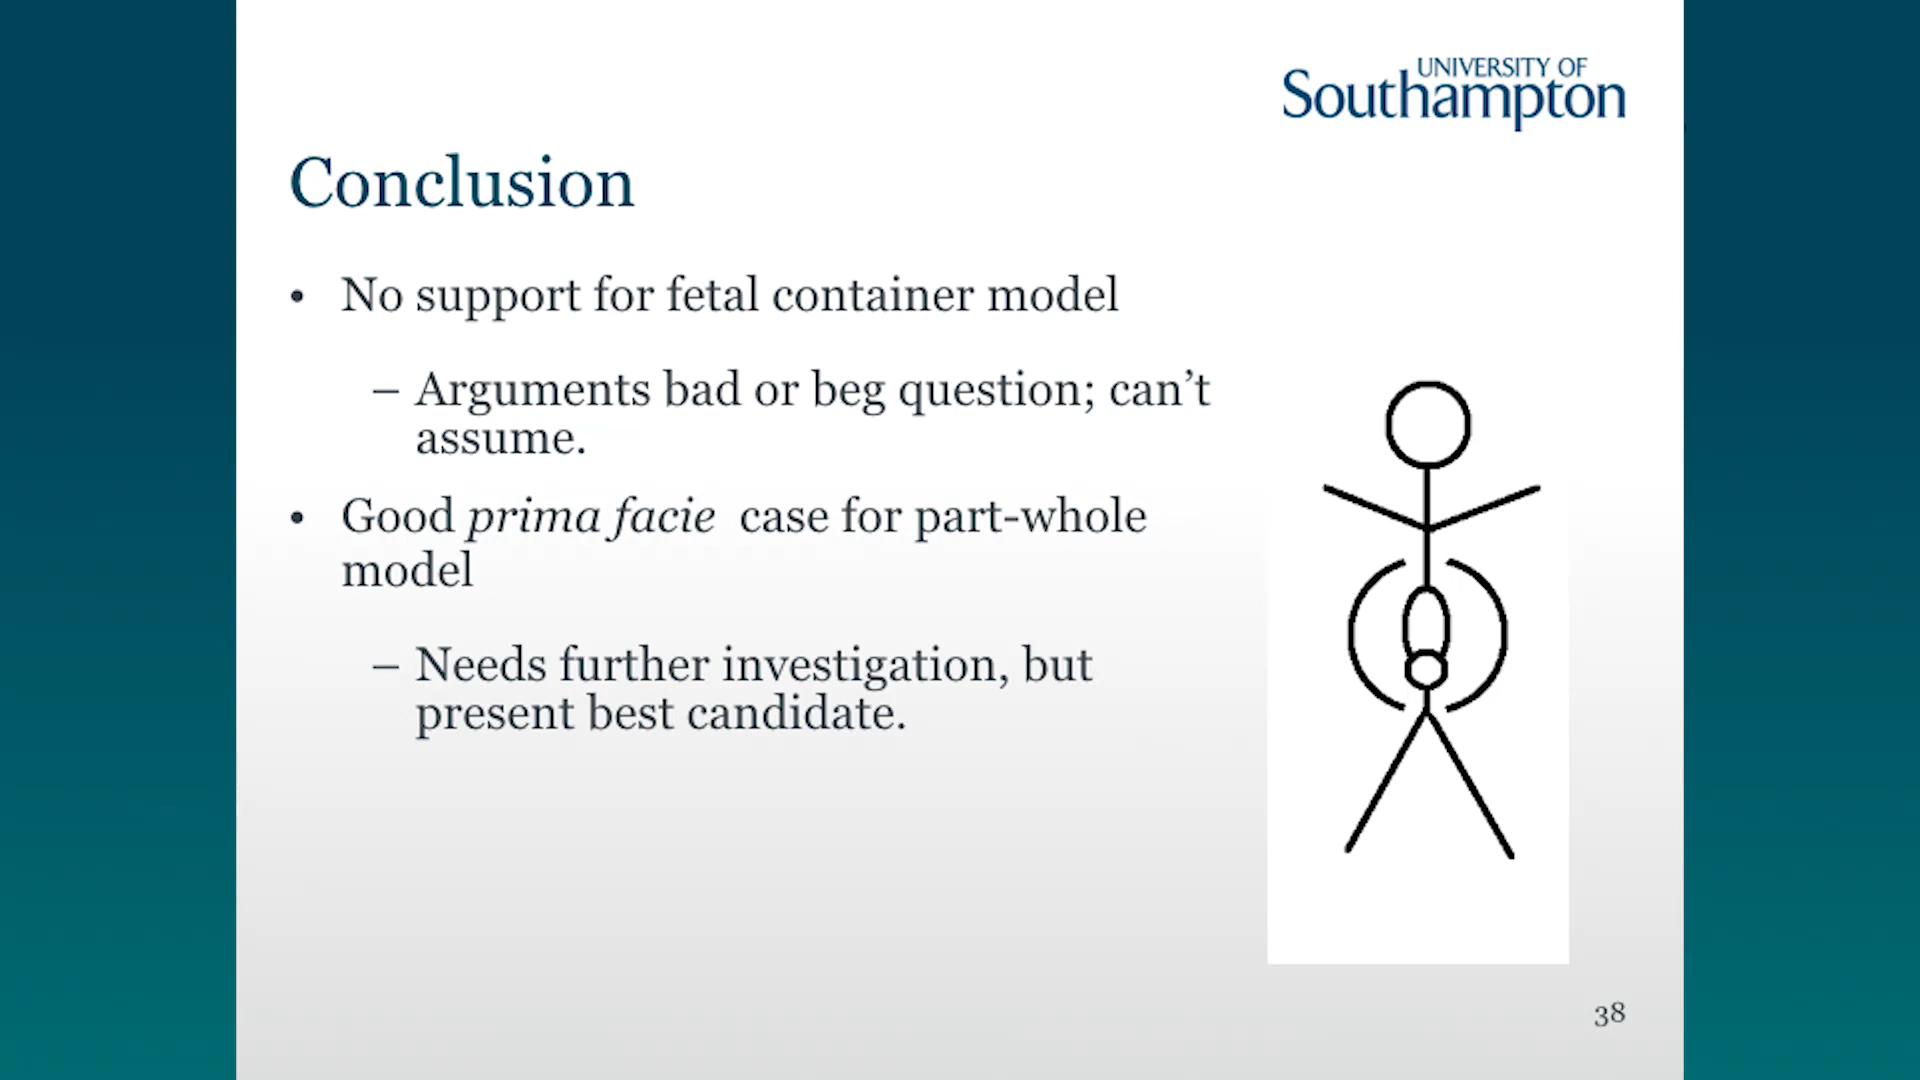 UNIVERSITY OF
Southampton
Conclusion
• No support for fetal container model
– Arguments bad or beg question; can’t
assume.
• Good prima facie case for part-whole
model
– Needs further investigation, but
present best candidate.
38